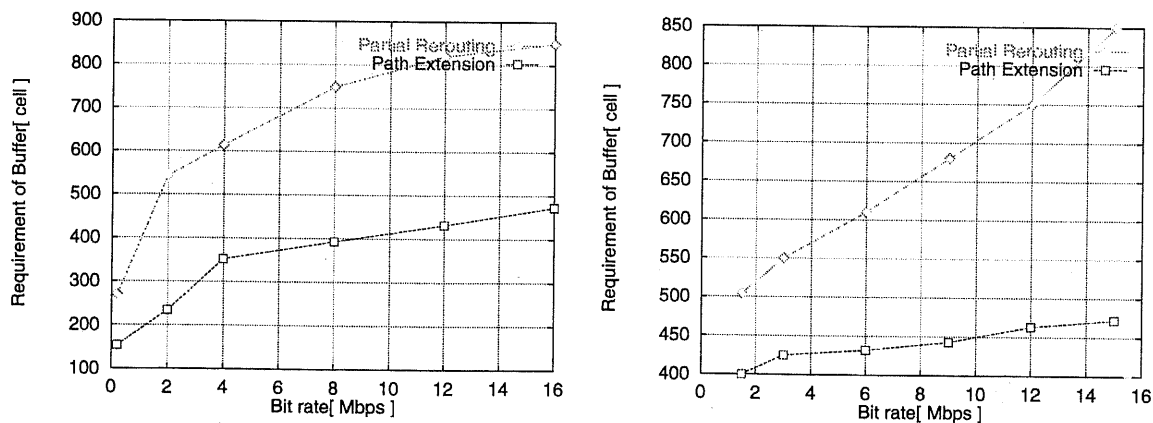 Requirement of Buffer[ cell ]
900
800
700
600
500
400
300
200
100
Partial Rerouting
Path Extension
0 2 4 6 8 10 12 14 16
Bit rate[ Mbps ]
Requirement of Buffer[ cell ]
850
800
750
700
650
600
550
500
450
400
Partial Rerouting
Path Extension
0 2 4 6 8 10 12 14 16
Bit rate[ Mbps ]